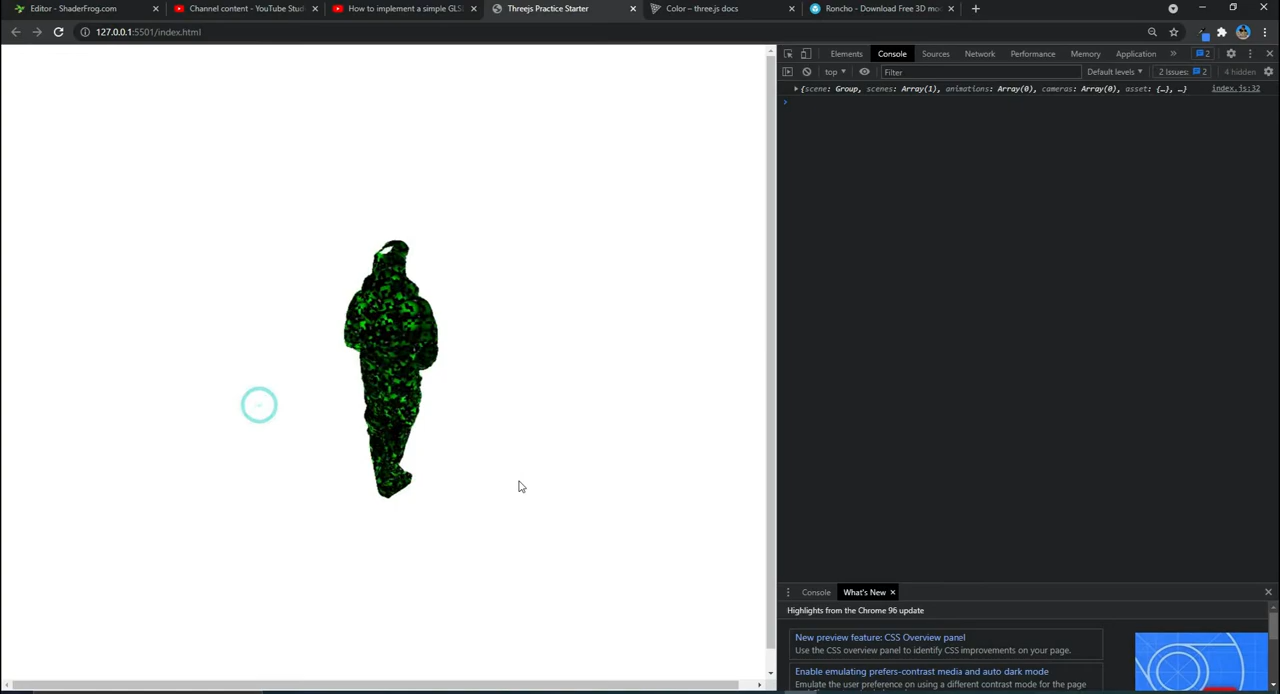 Editor - ShaderFrog.com
Channel content - YouTube Stud
How to implement a simple GLS
Threejs Practice Starter
Color – three.js docs
Roncho - Download Free 3D mo
127.0.0.1:5501/index.html
Elements Console Sources Network Performance Memory Application » 2
top Filter Default levels 2 Issues: 2 4 hidden
{scene: Group, scenes: Array(1), animations: Array(0), cameras: Array(0), asset: {…}, …} index.js:32
Console What's New
Highlights from the Chrome 96 update
New preview feature: CSS Overview panel
Use the CSS overview panel to identify CSS improvements on your page.
Enable emulating prefers-contrast media and auto dark mode
Emulate the user preference on using a different contrast mode for the page